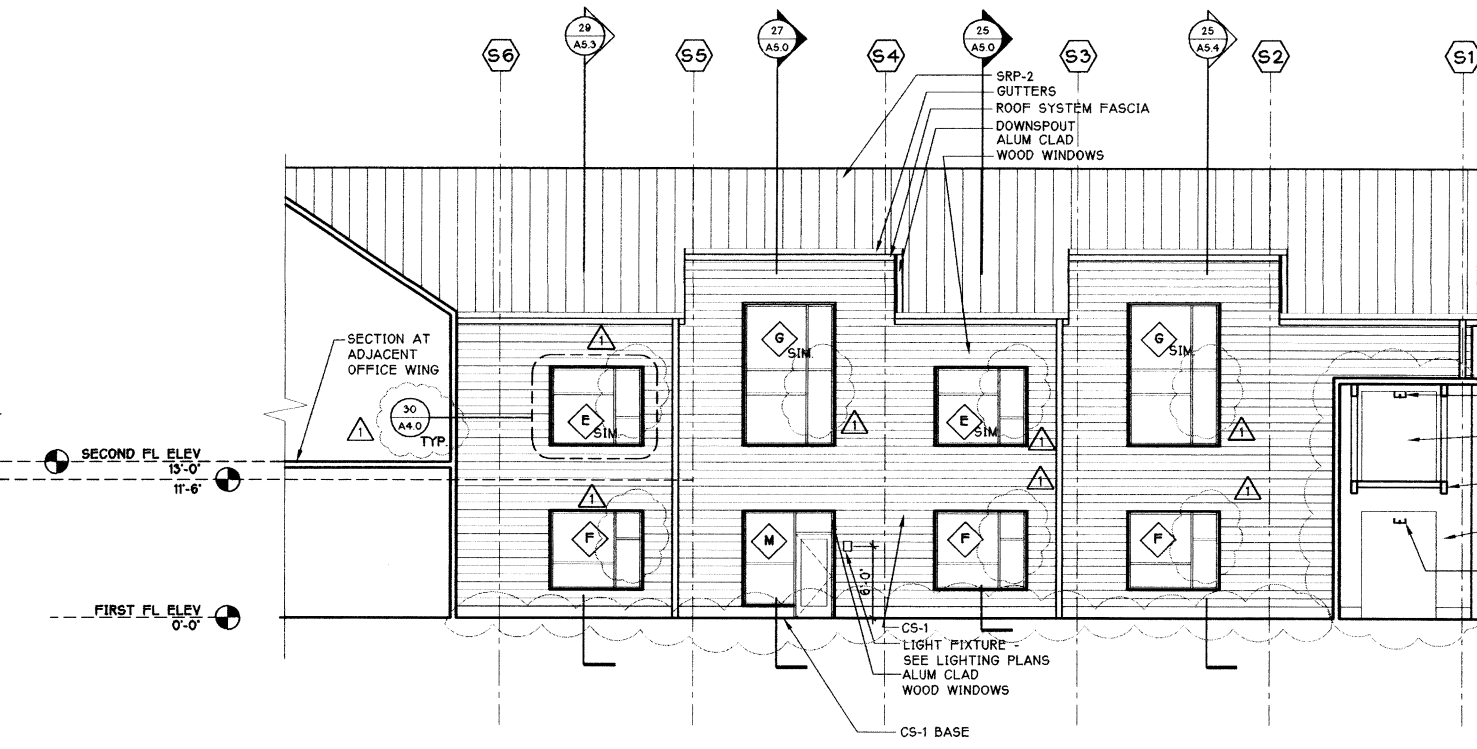 29
A5.3
27
A5.0
25
A5.0
25
A5.4
S6
S5
S4
S3
S2
S1
SRP-2
GUTTERS
ROOF SYSTEM FASCIA
DOWNSPOUT
ALUM CLAD
WOOD WINDOWS
SECTION AT
ADJACENT
OFFICE WING
1
G
SIM.
G
SIM.
30
A4.0
TYP.
1
E
SIM.
1
E
SIM.
1
1
SECOND FL ELEV
13'-0"
11'-6"
1
1
1
F
M
F
F
6'-0"
FIRST FL ELEV
0'-0"
CS-1
LIGHT FIXTURE -
SEE LIGHTING PLANS
ALUM CLAD
WOOD WINDOWS
CS-1 BASE